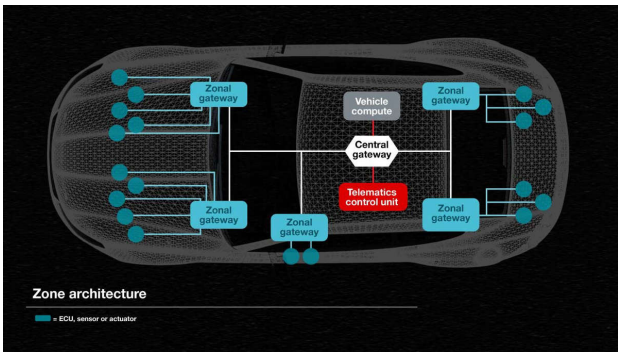 Zonal
gateway
Zonal
gateway
Vehicle
compute
Central
gateway
Telematics
control unit
Zonal
gateway
Zonal
gateway
Zonal
gateway
Zone architecture
= ECU, sensor or actuator